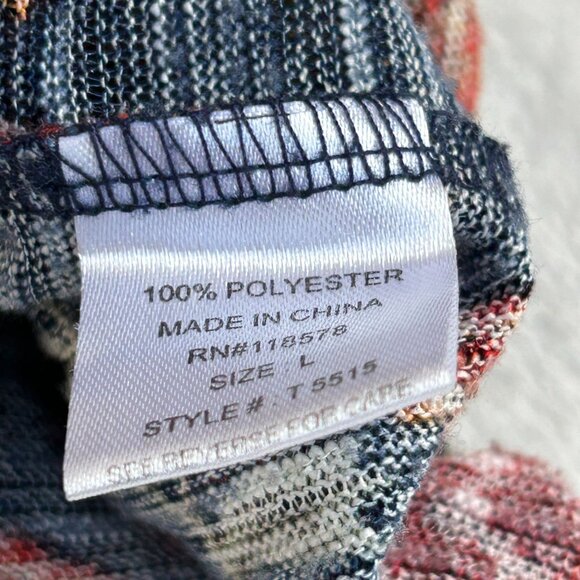 100% POLYESTER
MADE IN CHINA
RN#118578
SIZE : L
STYLE # : T 5515
SEE REVERSE FOR CARE